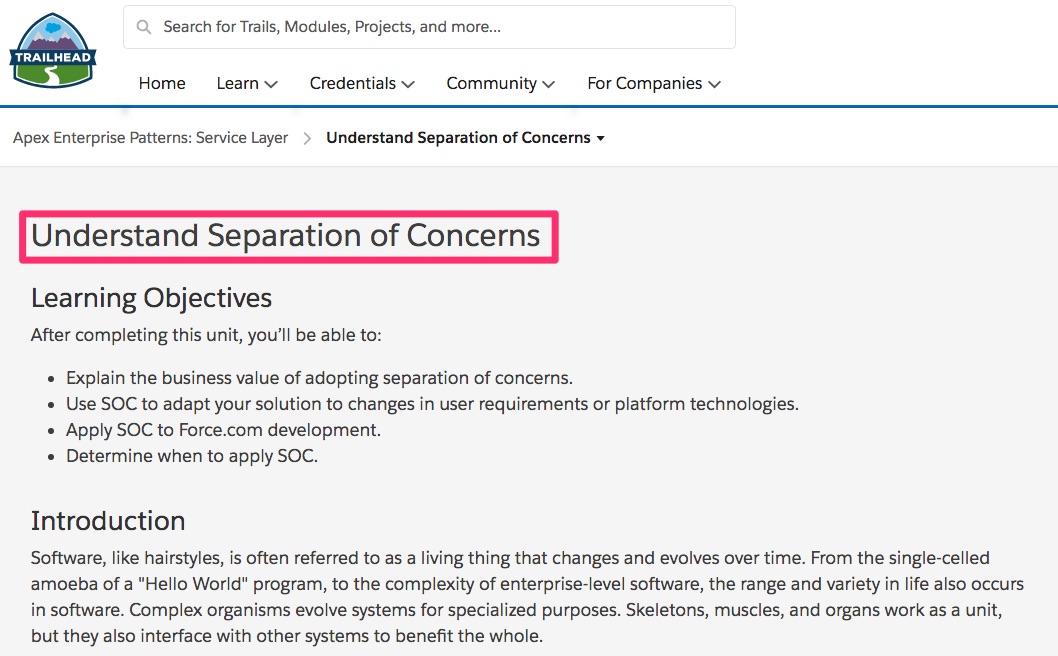 TRAILHEAD
Search for Trails, Modules, Projects, and more...
Home Learn Credentials Community For Companies
Apex Enterprise Patterns: Service Layer Understand Separation of Concerns
Understand Separation of Concerns
Learning Objectives
After completing this unit, you’ll be able to:
• Explain the business value of adopting separation of concerns.
• Use SOC to adapt your solution to changes in user requirements or platform technologies.
• Apply SOC to Force.com development.
• Determine when to apply SOC.
Introduction
Software, like hairstyles, is often referred to as a living thing that changes and evolves over time. From the single-celled
amoeba of a "Hello World" program, to the complexity of enterprise-level software, the range and variety in life also occurs
in software. Complex organisms evolve systems for specialized purposes. Skeletons, muscles, and organs work as a unit,
but they also interface with other systems to benefit the whole.